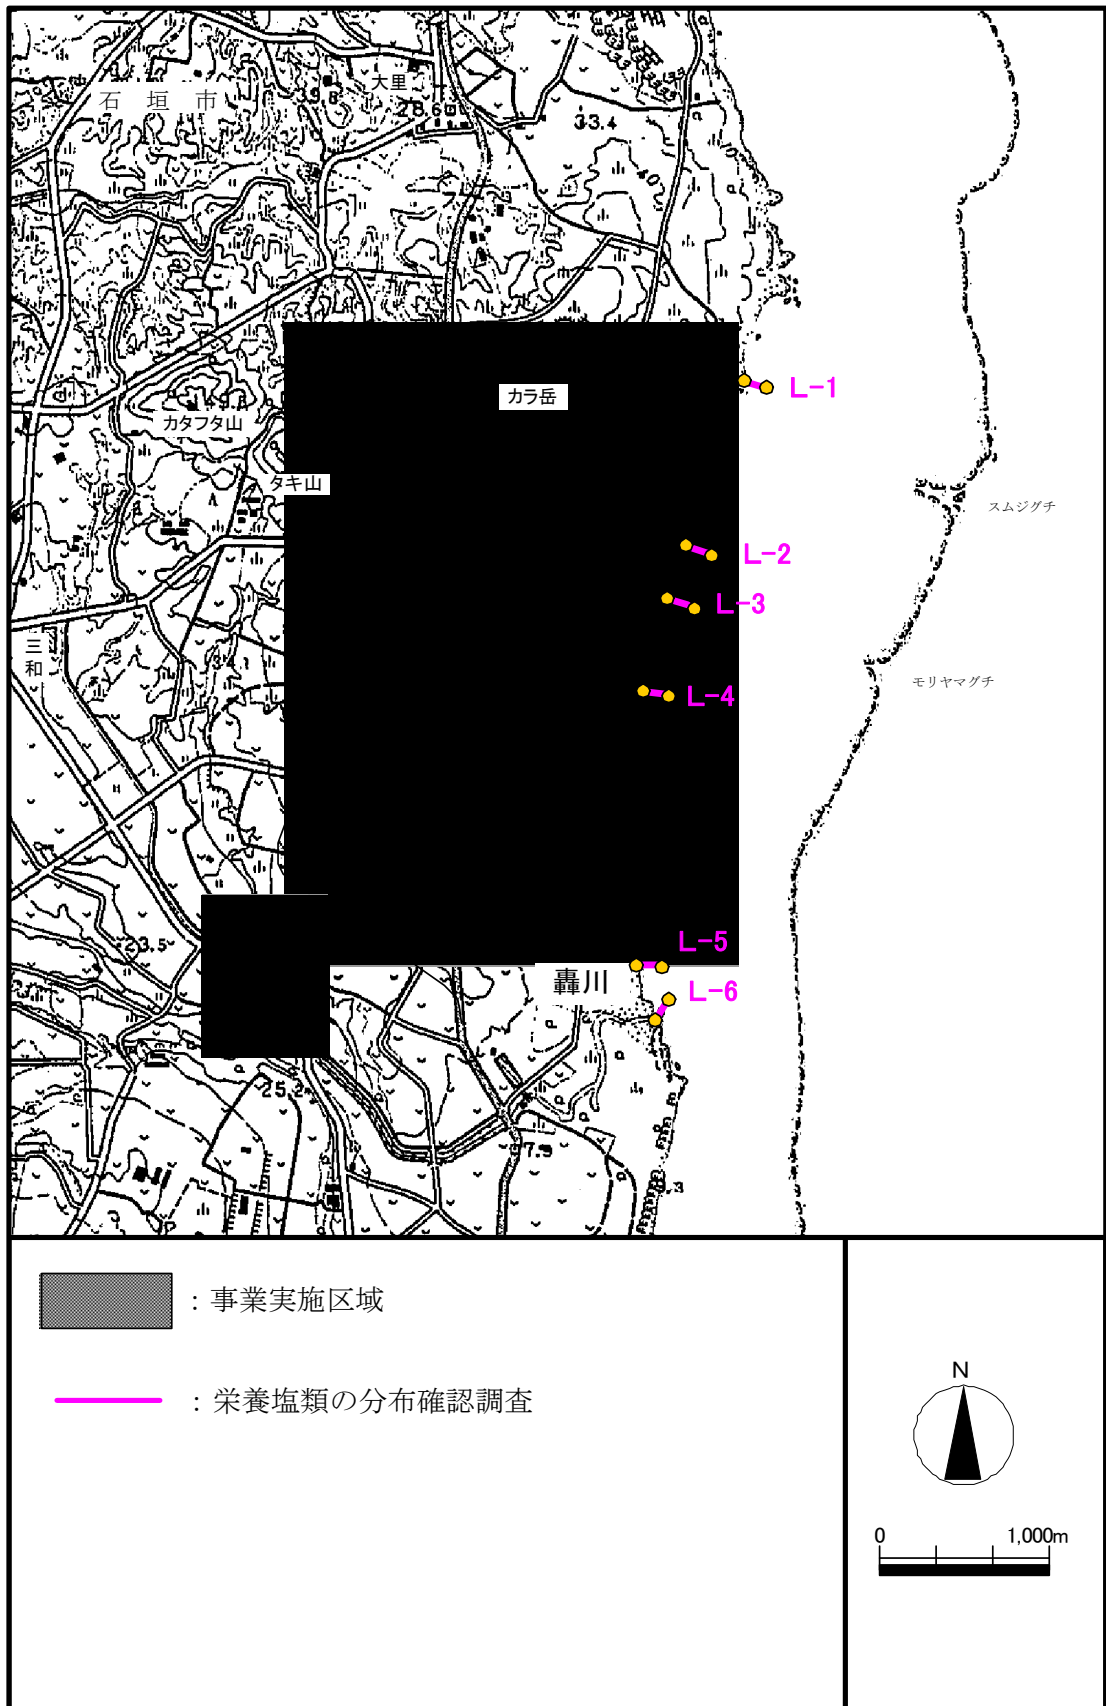 石垣市
大里
28.6
33.4
40
L-1
カラ岳
カタフタ山
タキ山
スムジグチ
L-2
L-3
三和
モリヤマグチ
L-4
23.5
L-5
轟川
L-6
25.2
7.9
：事業実施区域
：栄養塩類の分布確認調査
N
0 1,000m